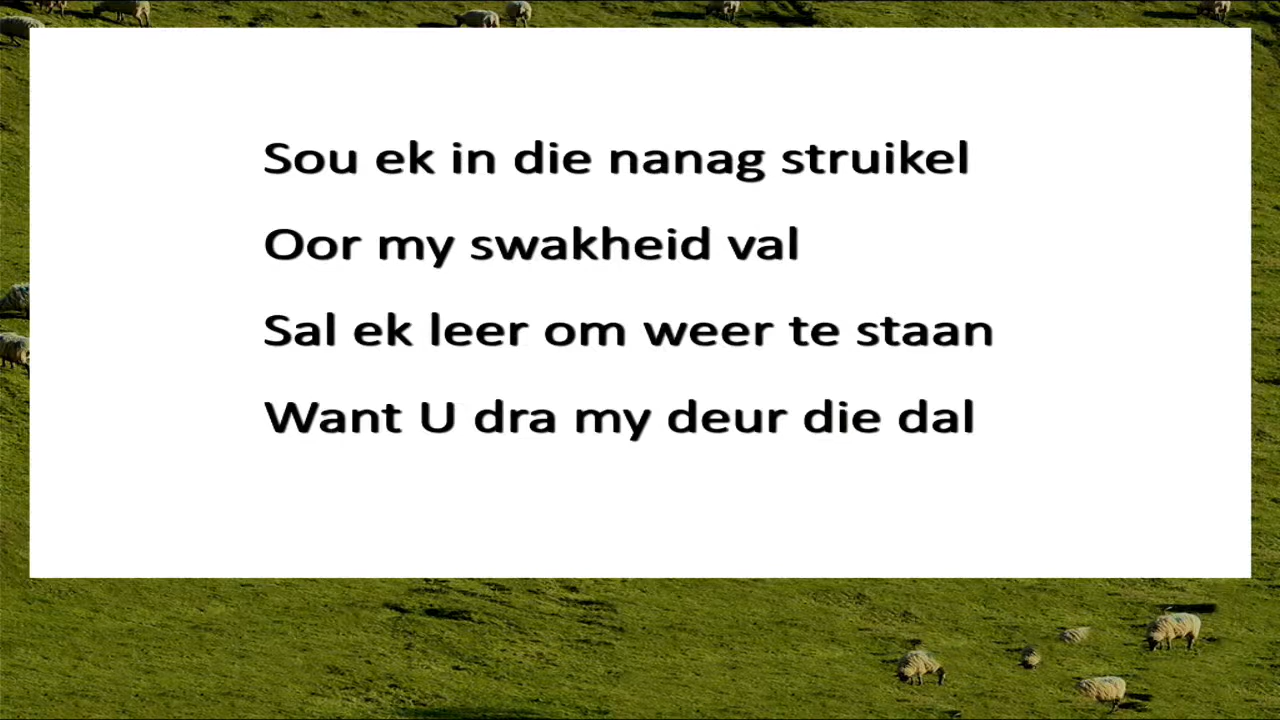 Sou ek in die nanag struikel
Oor my swakheid val
Sal ek leer om weer te staan
Want U dra my deur die dal